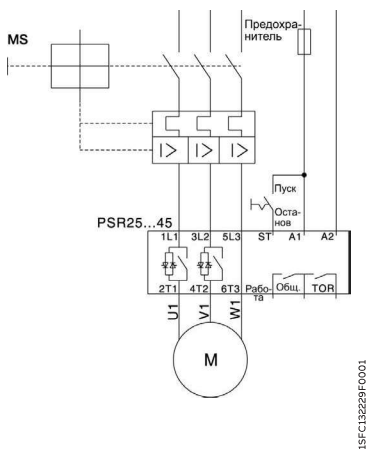 Предохра-
нитель
MS
I> I> I>
Пуск
Оста-
нов
PSR25...45
1L1 3L2 5L3 ST A1 A2
2T1 4T2 6T3 Рабо-
та
Общ. TOR
U1 V1 W1
M
1SFC132229F0001